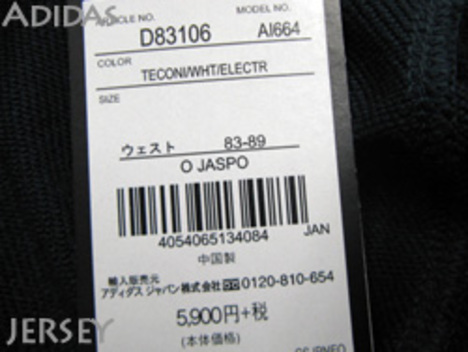 ADIDAS
ARTICLE NO.
MODEL NO.
D83106
AI664
COLOR
TECONI/WHT/ELECTR
SIZE
ウェスト 83-89
O JASPO
4054065134084 JAN
中国製
輸入販売元
アディダス ジャパン株式会社 0120-810-654
5,900円+税
(本体価格)
JERSEY